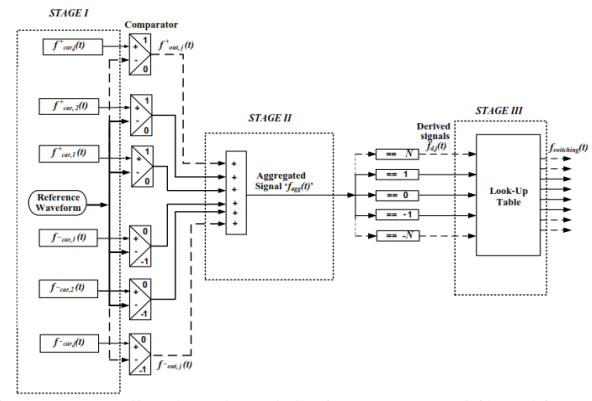 STAGE I
Comparator
f⁺car,j(t)
+
-
1
0
f⁺out, j (t)
f⁺car, 2(t)
+
-
1
0
f⁺car,1(t)
+
-
1
0
Reference
Waveform
f⁻car,1 (t)
+
-
0
-1
f⁻car,2 (t)
+
-
0
-1
f⁻car,j(t)
+
-
0
-1
f⁻out, j (t)
STAGE II
+
+
+
+
+
+
Aggregated
Signal ‘fagg(t)’
Derived
signals
fd,j(t)
== N
== 1
== 0
== -1
== -N
STAGE III
Look-Up
Table
fswitching(t)